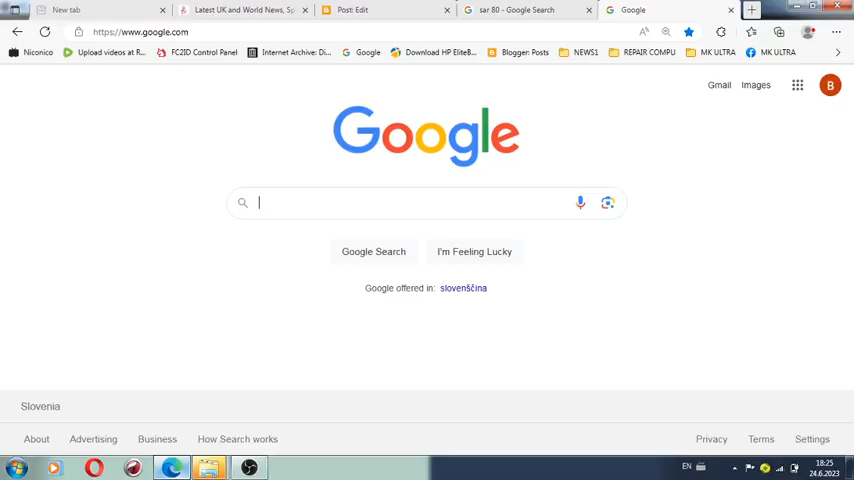 New tab
Latest UK and World News, Sp
Post: Edit
sar 80 - Google Search
Google
https://www.google.com
Niconico
Upload videos at R...
FC2ID Control Panel
Internet Archive: Di...
Google
Download HP EliteB...
Blogger: Posts
NEWS1
REPAIR COMPU
MK ULTRA
MK ULTRA
Gmail Images
B
Google
Google Search I'm Feeling Lucky
Google offered in: slovenščina
Slovenia
About Advertising Business How Search works Privacy Terms Settings
EN
18:25
24.6.2023